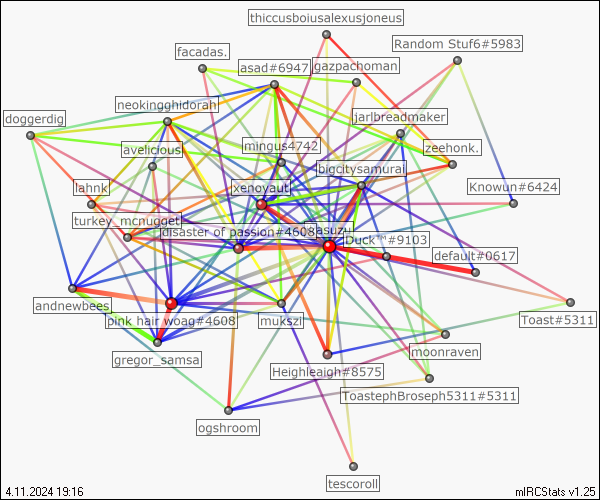 thiccusboiusalexusjoneus
Random Stuf6#5983
facadas.
asad#6947
gazpachoman
neokingghidorah
jarlbreadmaker
doggerdig
mingus4742
avelicious
zeehonk.
bigcitysamurai
xenovaut
lahnk
Knowun#6424
turkey_mcnugget
disaster of passion#4608
asuzu
Duck™#9103
default#0617
andnewbees
pink hair woag#4608
mukszi
Toast#5311
gregor_samsa
moonraven
Heighleaigh#8575
ToastephBroseph5311#5311
ogshroom
tescoroll
4.11.2024 19:16
mIRCStats v1.25